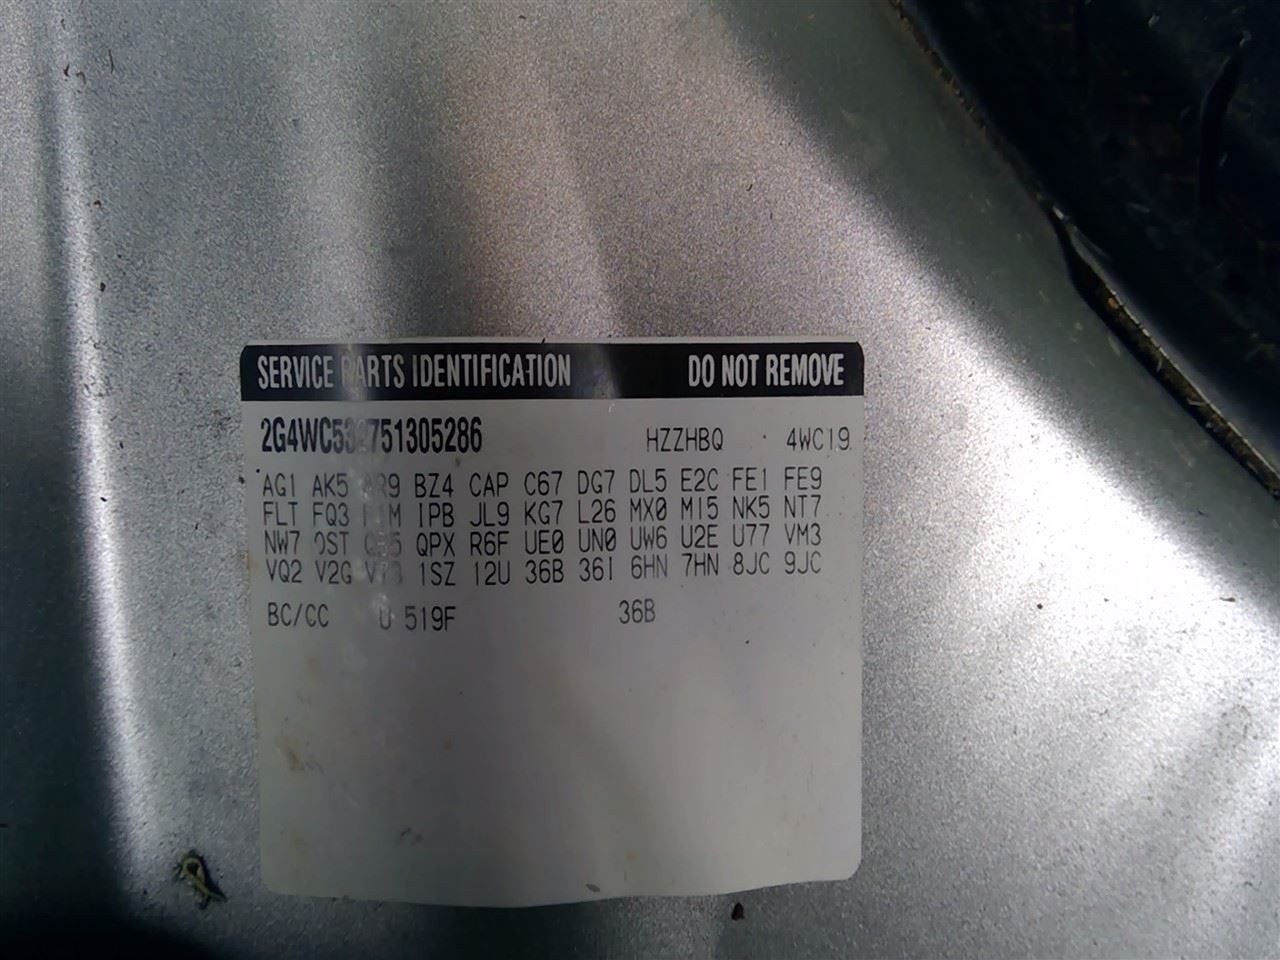 SERVICE PARTS IDENTIFICATION DO NOT REMOVE
HZZHBQ 4WC19
AG1 AK5 AR9 BZ4 CAP C67 DG7 DL5 E2C FE1 FE9
FLT FQ3 IPB JL9 KG7 L26 MX0 M15 NK5 NT7
NW7 QPX R6F UE0 UN0 UW6 U2E U77 VM3
VQ2 V2G V73 1SZ 12U 36B 36I 6HN 7HN 8JC 9JC
BC/CC U 519F 36B